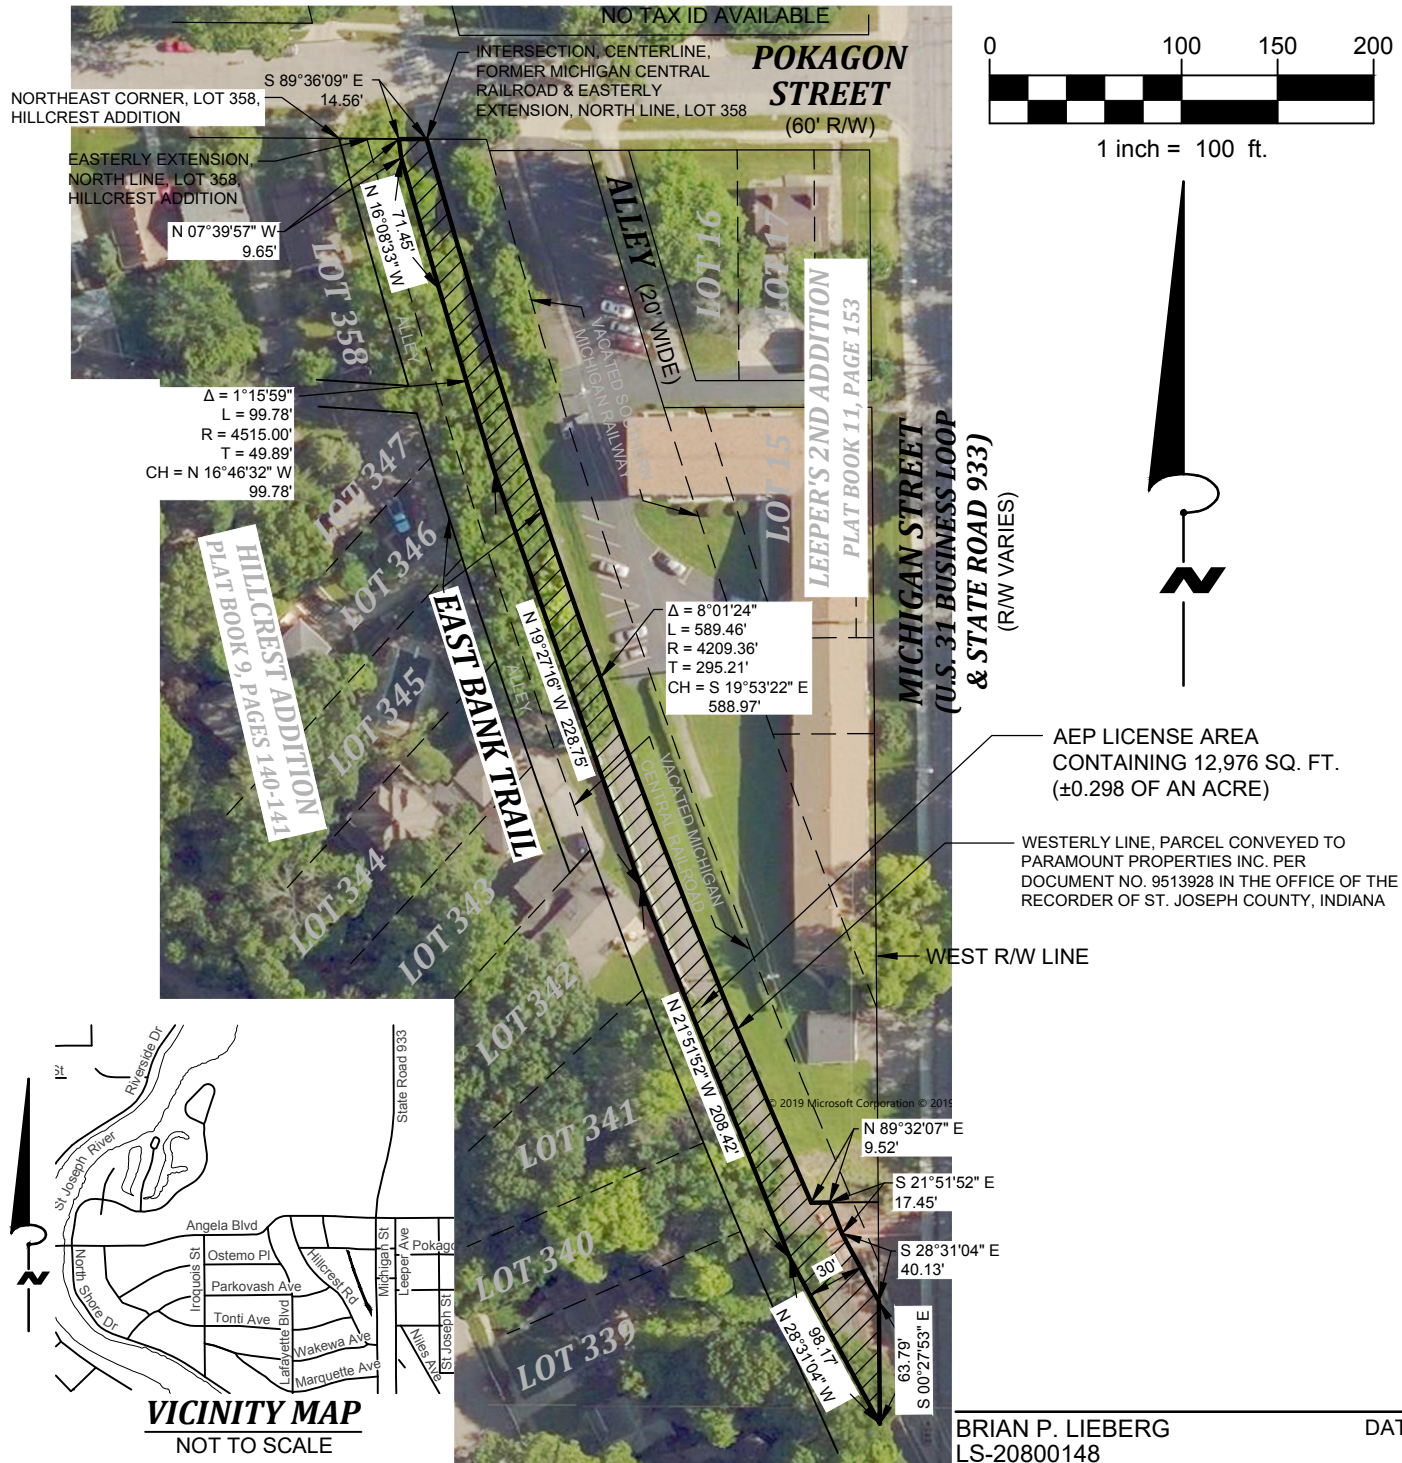 NO TAX ID AVAILABLE
POKAGON
STREET
(60' R/W)
0
100
150
200
1 inch = 100 ft.
INTERSECTION, CENTERLINE,
FORMER MICHIGAN CENTRAL
RAILROAD & EASTERLY
EXTENSION, NORTH LINE, LOT 358
S 89°36'09" E
14.56'
NORTHEAST CORNER, LOT 358,
HILLCREST ADDITION
EASTERLY EXTENSION,
NORTH LINE, LOT 358,
HILLCREST ADDITION
N 07°39'57" W
9.65'
71.45'
N 16°08'33" W
LOT 358
ALLEY
ALLEY (20' WIDE)
LOT 16
LOT 17
LEEPER'S 2ND ADDITION
PLAT BOOK 11, PAGE 153
VACATED SOUTHERN
MICHIGAN RAILWAY
LOT 15
Δ = 1°15'59"
L = 99.78'
R = 4515.00'
T = 49.89'
CH = N 16°46'32" W
99.78'
LOT 347
LOT 346
LOT 345
LOT 344
LOT 343
LOT 342
LOT 341
LOT 340
LOT 339
HILLCREST ADDITION
PLAT BOOK 9, PAGES 140-141
EAST BANK TRAIL
N 19°27'16" W 228.75'
ALLEY
Δ = 8°01'24"
L = 589.46'
R = 4209.36'
T = 295.21'
CH = S 19°53'22" E
588.97'
MICHIGAN STREET
(U.S. 31 BUSINESS LOOP
& STATE ROAD 933)
(R/W VARIES)
N
AEP LICENSE AREA
CONTAINING 12,976 SQ. FT.
(±0.298 OF AN ACRE)
WESTERLY LINE, PARCEL CONVEYED TO
PARAMOUNT PROPERTIES INC. PER
DOCUMENT NO. 9513928 IN THE OFFICE OF THE
RECORDER OF ST. JOSEPH COUNTY, INDIANA
WEST R/W LINE
VACATED MICHIGAN
CENTRAL RAILROAD
N 21°51'52" W 208.42'
© 2019 Microsoft Corporation © 2019
N 89°32'07" E
9.52'
S 21°51'52" E
17.45'
S 28°31'04" E
40.13'
30'
98.17'
N 28°31'04" W
63.79'
S 00°27'53" E
St
Riverside Dr
State Road 933
St Joseph River
Angela Blvd
North Shore Dr
Iroquois St
Ostemo Pl
Parkovash Ave
Tonti Ave
Lafayette Blvd
Hillcrest Rd
Wakewa Ave
Marquette Ave
Michigan St
Leeper Ave
Pokago
Niles Ave
St Joseph St
N
VICINITY MAP
NOT TO SCALE
BRIAN P. LIEBERG
LS-20800148
DAT